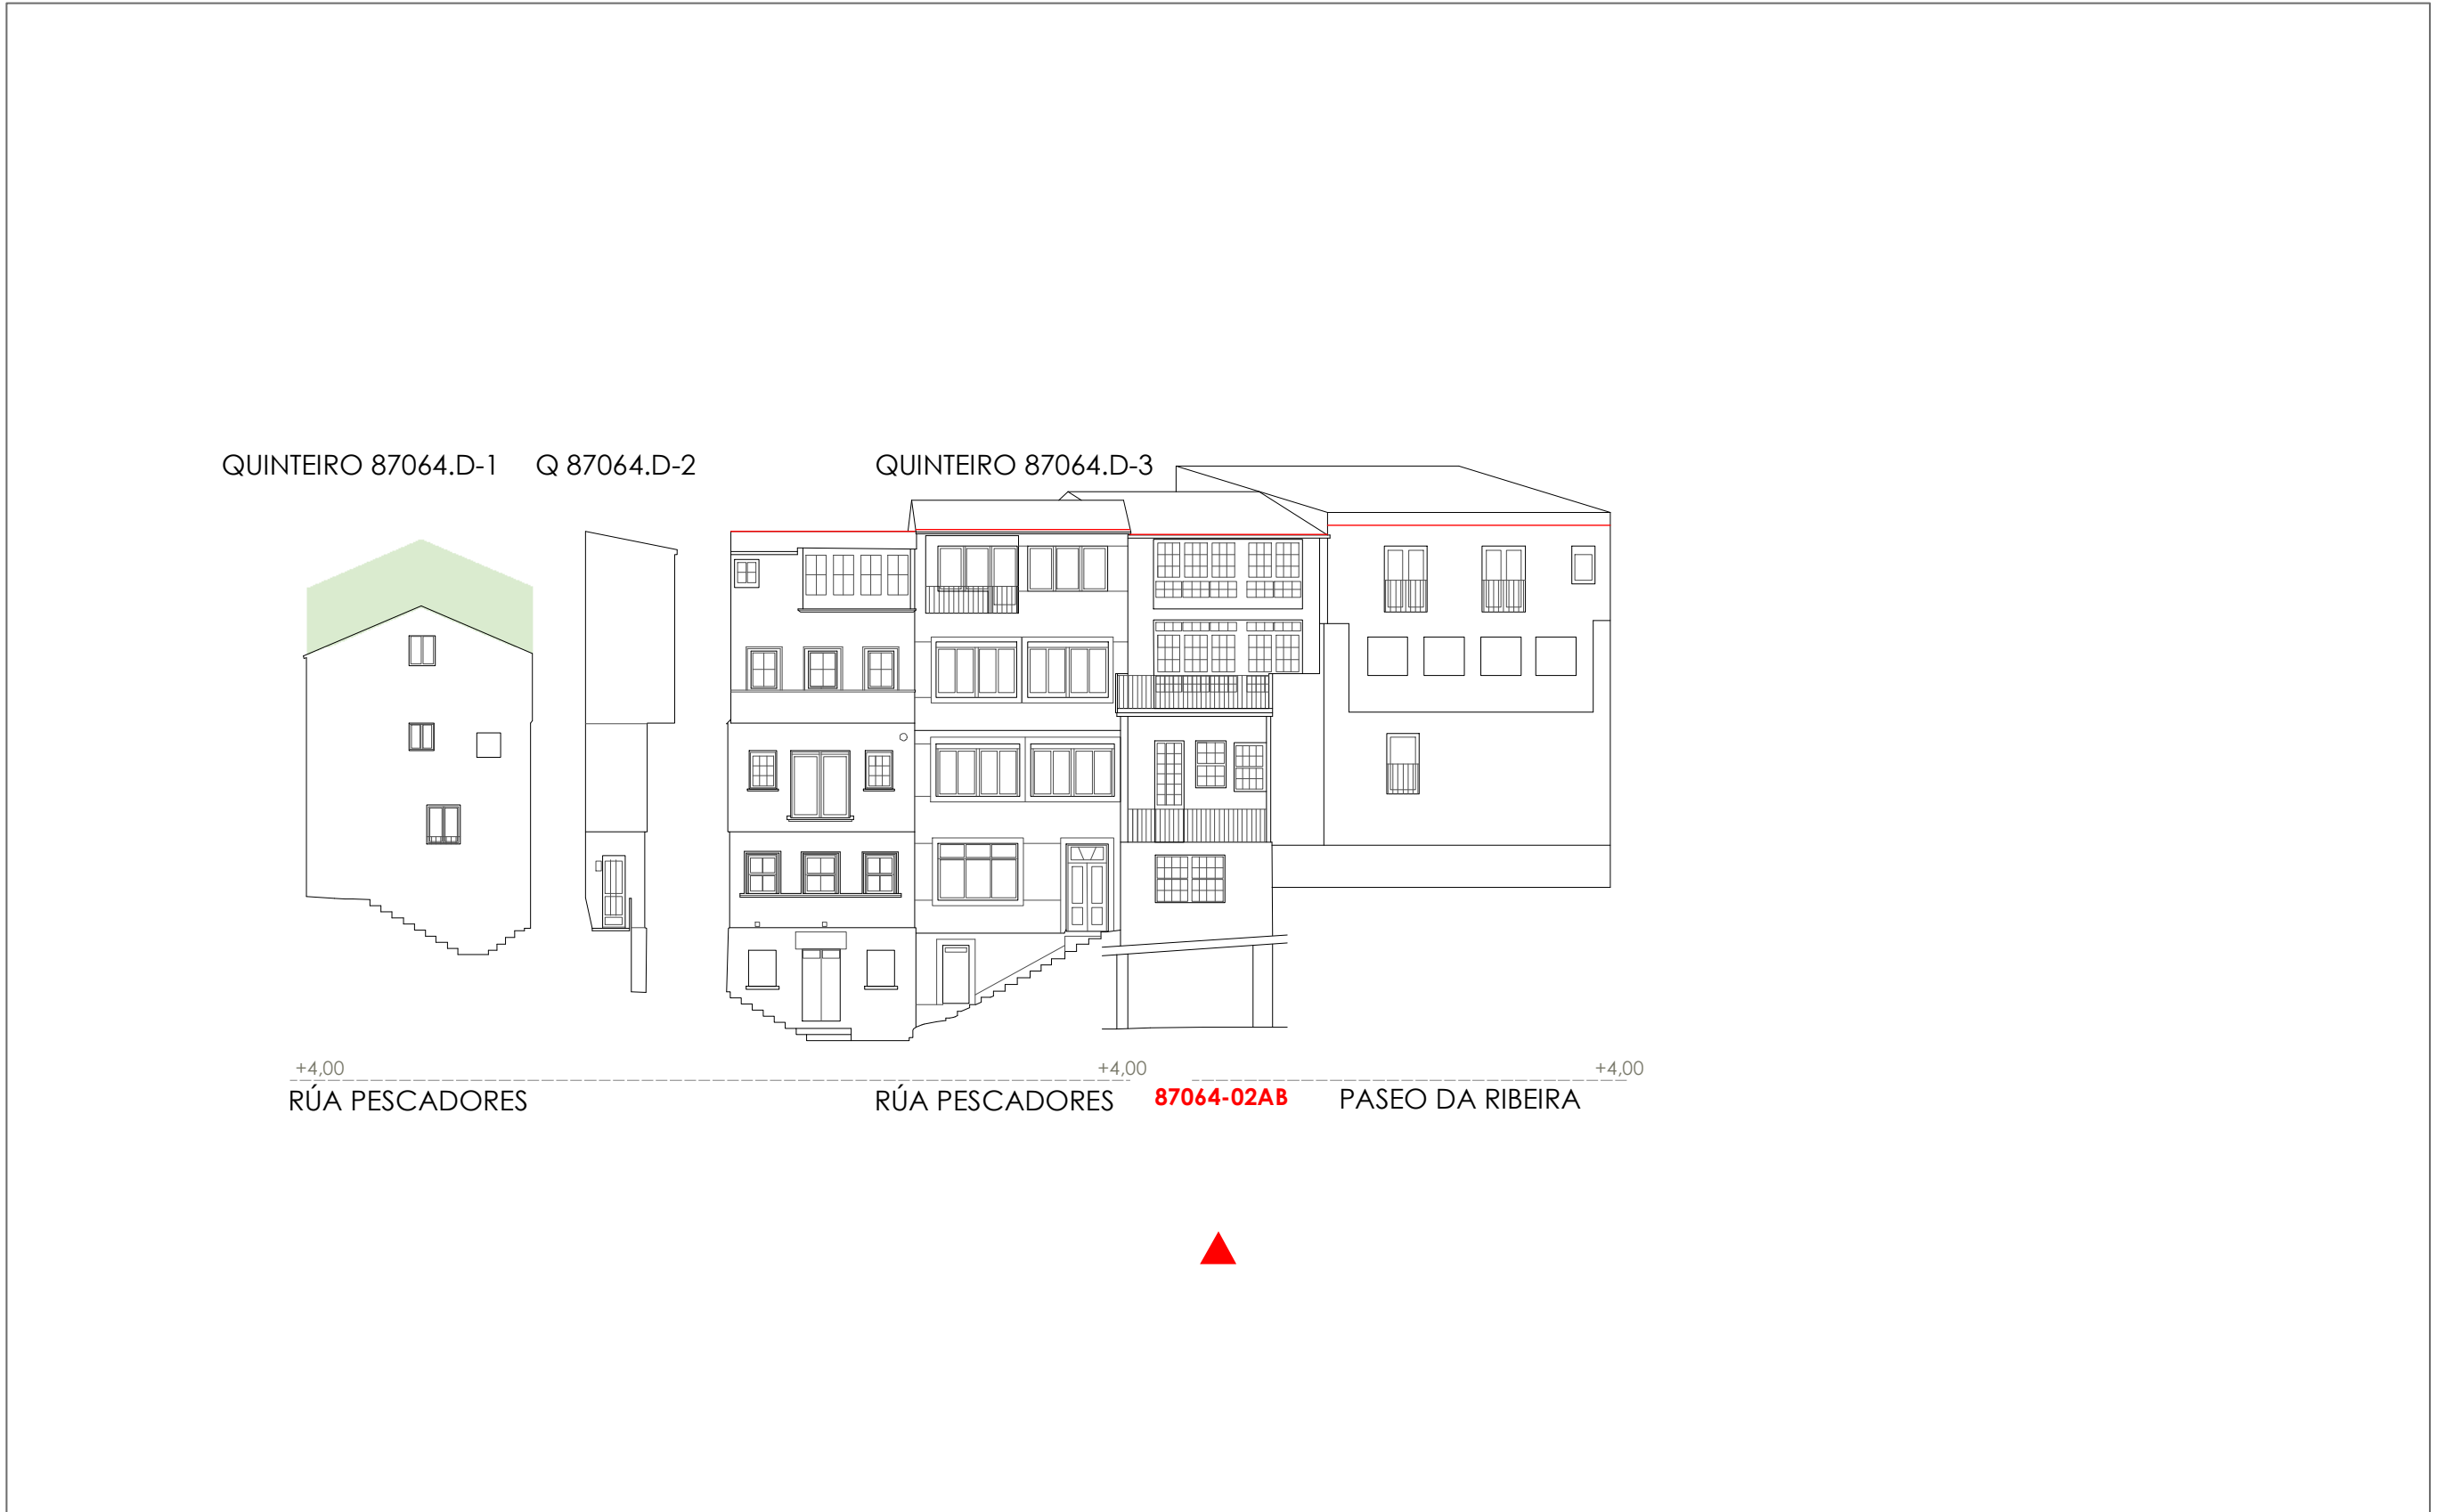 QUINTEIRO 87064.D-1
Q 87064.D-2
QUINTEIRO 87064.D-3
+4,00
+4,00
+4,00
RÚA PESCADORES
RÚA PESCADORES
87064-02AB
PASEO DA RIBEIRA